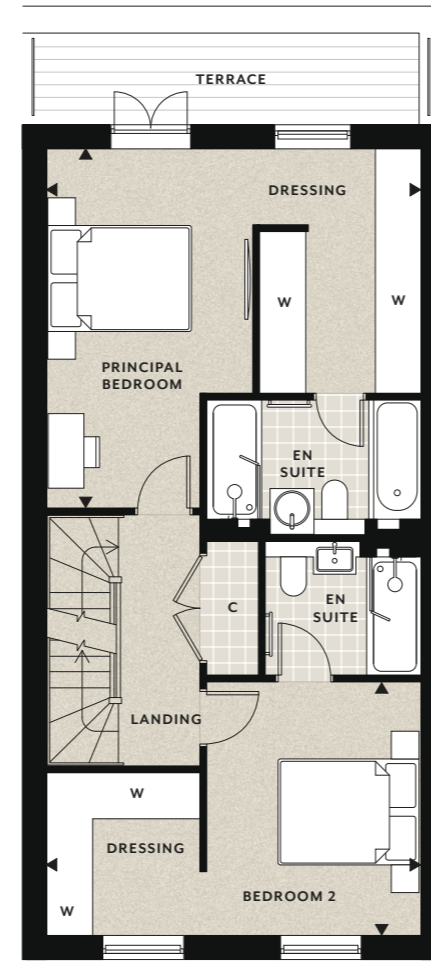 TERRACE
DRESSING
W
W
PRINCIPAL
BEDROOM
EN
SUITE
C
EN
SUITE
LANDING
W
DRESSING
W
BEDROOM 2